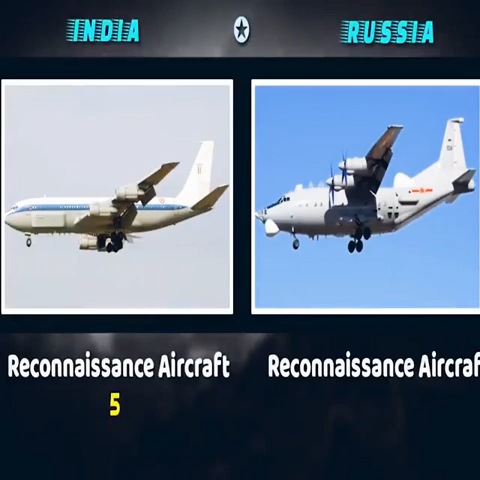 INDIA
RUSSIA
Reconnaissance Aircraft
Reconnaissance Aircraf
5